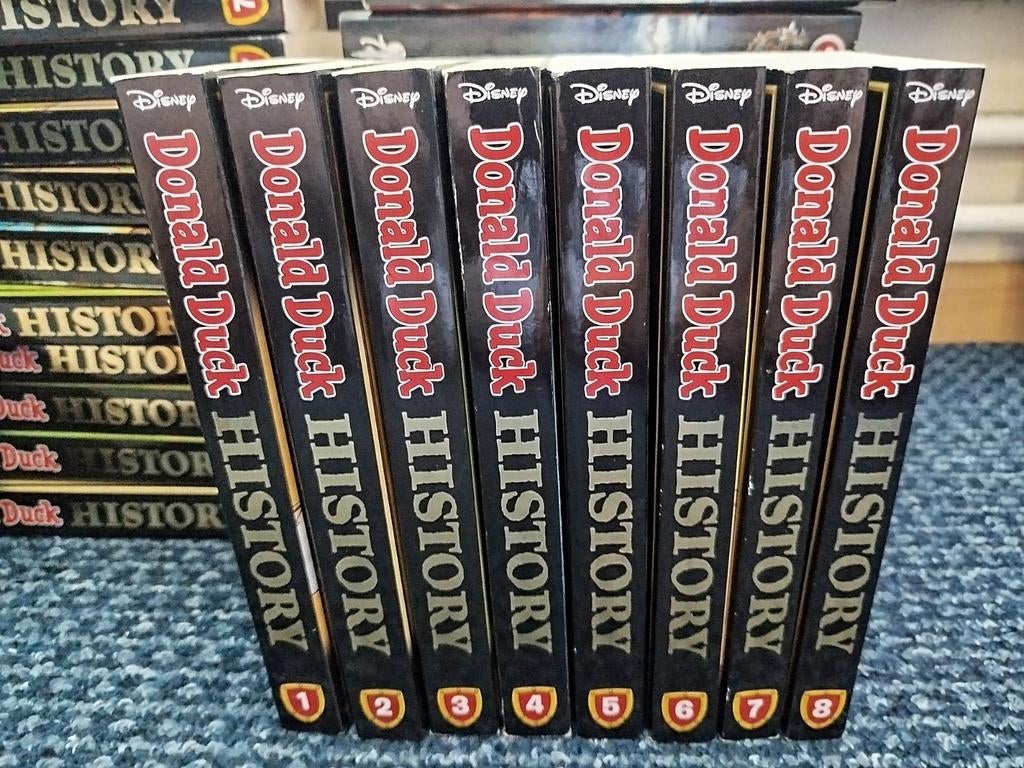 HISTORY 2
HISTORY
HISTORY
HISTORY
HISTORY
HISTORY
Duck HISTORY
Duck HISTORY
Duck HISTORY
Duck HISTORY
Disney Donald Duck HISTORY 1
Disney Donald Duck HISTORY 2
Disney Donald Duck HISTORY 3
Disney Donald Duck HISTORY 4
Disney Donald Duck HISTORY 5
Disney Donald Duck HISTORY 6
Disney Donald Duck HISTORY 7
Disney Donald Duck HISTORY 8